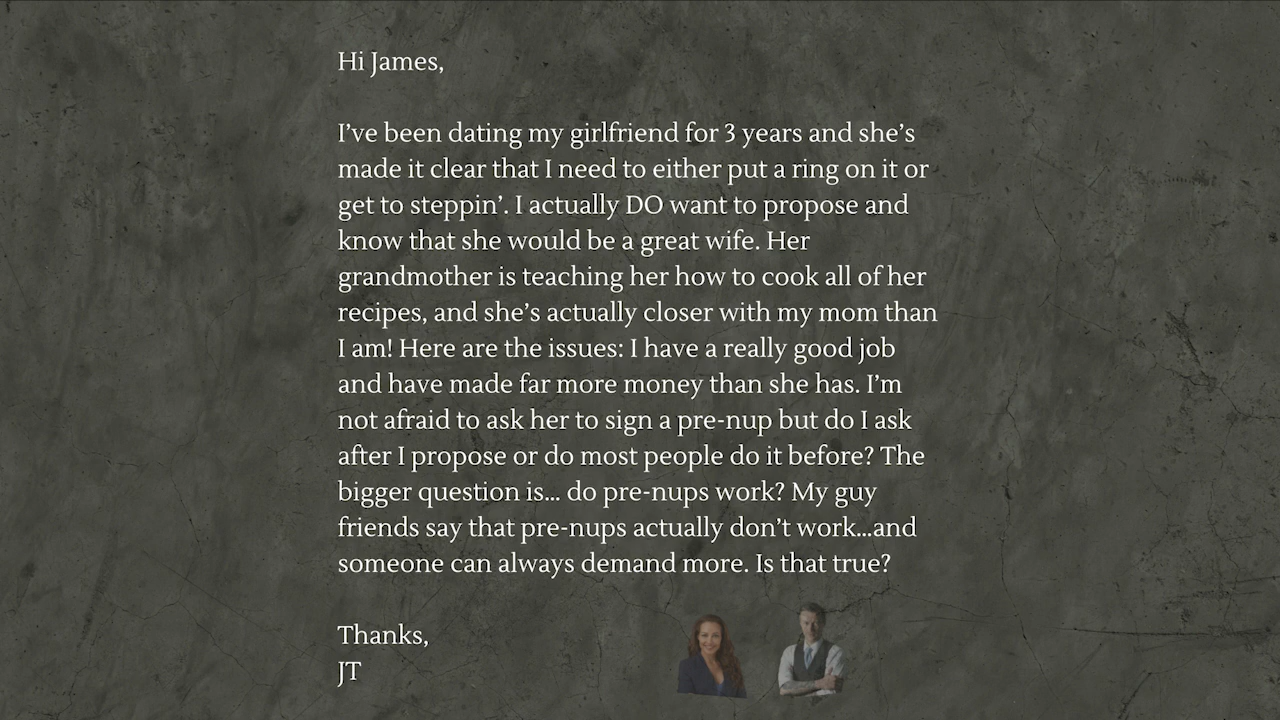 Hi James,
I’ve been dating my girlfriend for 3 years and she’s
made it clear that I need to either put a ring on it or
get to steppin’. I actually DO want to propose and
know that she would be a great wife. Her
grandmother is teaching her how to cook all of her
recipes, and she’s actually closer with my mom than
I am! Here are the issues: I have a really good job
and have made far more money than she has. I’m
not afraid to ask her to sign a pre-nup but do I ask
after I propose or do most people do it before? The
bigger question is... do pre-nups work? My guy
friends say that pre-nups actually don’t work...and
someone can always demand more. Is that true?
Thanks,
JT